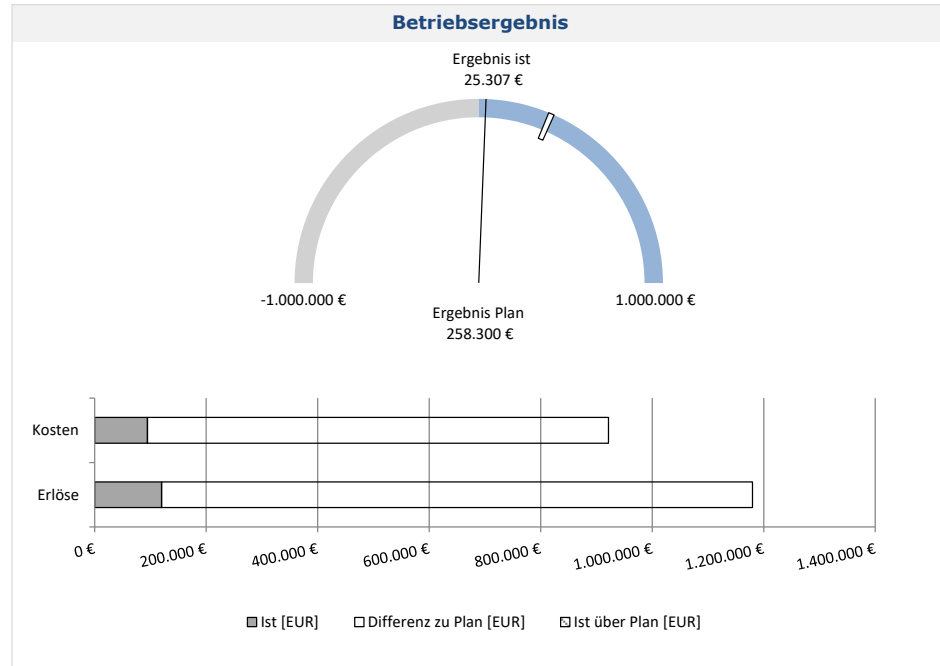 Betriebsergebnis
Ergebnis ist
25.307 €
-1.000.000 €
1.000.000 €
Ergebnis Plan
258.300 €
Kosten
Erlöse
0 €
200.000 €
400.000 €
600.000 €
800.000 €
1.000.000 €
1.200.000 €
1.400.000 €
Ist [EUR]
Differenz zu Plan [EUR]
Ist über Plan [EUR]